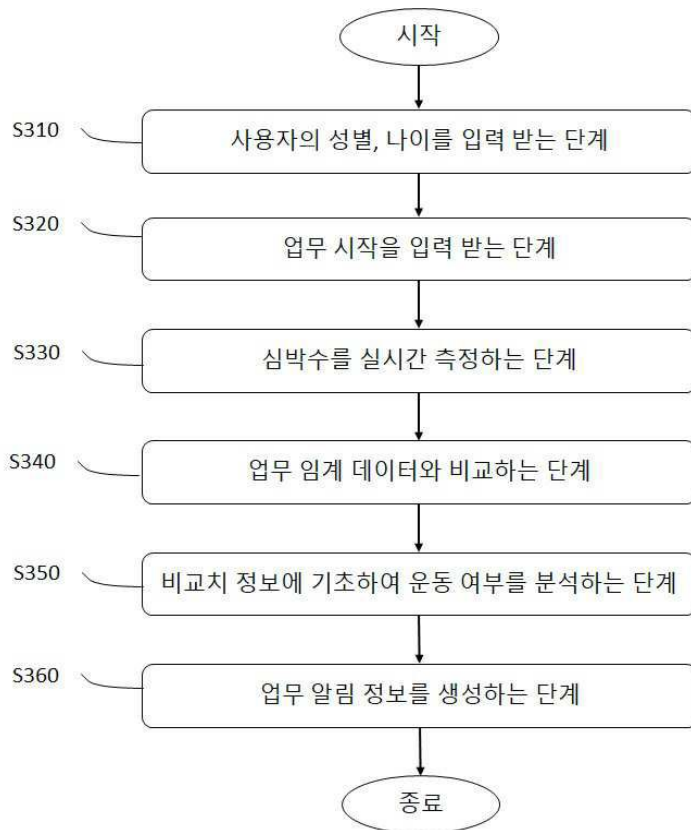 시작
S310
사용자의 성별, 나이를 입력 받는 단계
S320
업무 시작을 입력 받는 단계
S330
심박수를 실시간 측정하는 단계
S340
업무 임계 데이터와 비교하는 단계
S350
비교치 정보에 기초하여 운동 여부를 분석하는 단계
S360
업무 알림 정보를 생성하는 단계
종료